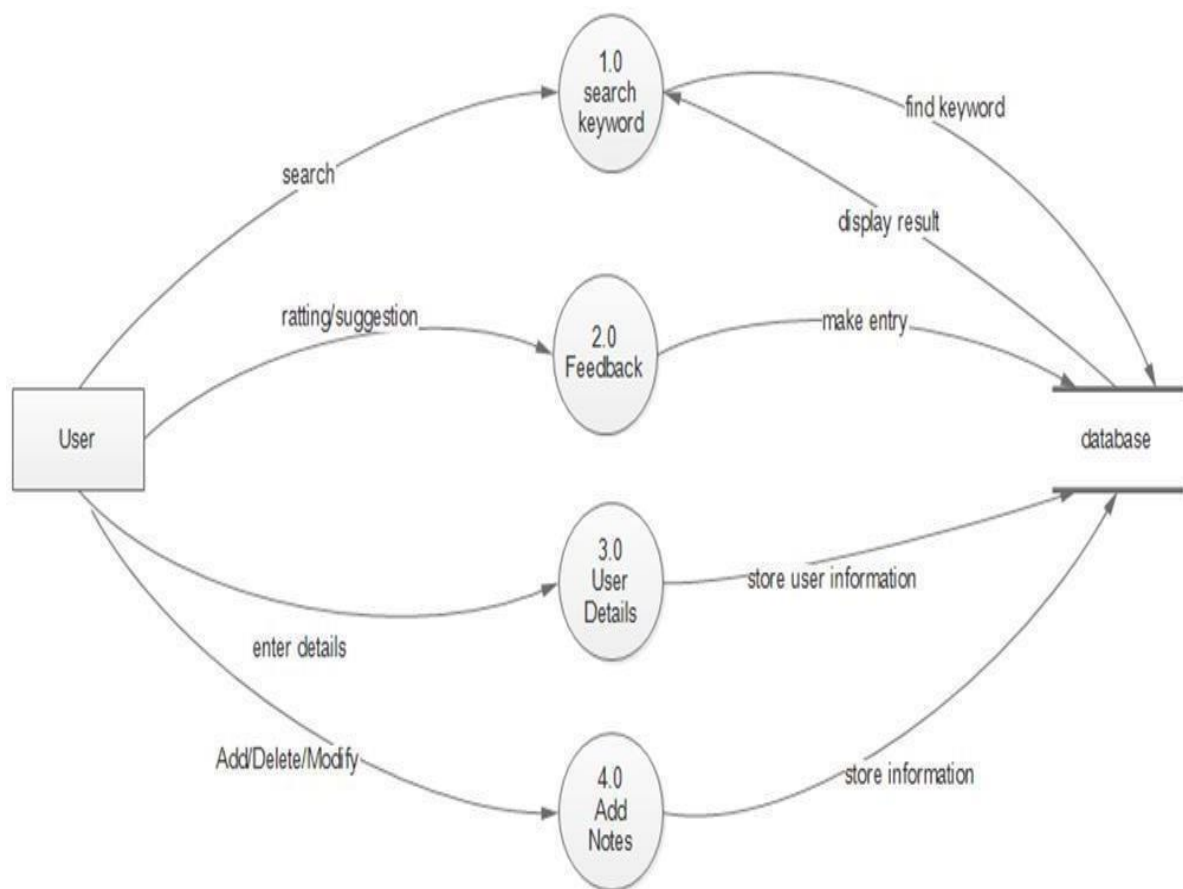 1.0
search
keyword
find keyword
search
display result
ratting/suggestion
make entry
2.0
Feedback
User
database
3.0
User
Details
store user information
enter details
Add/Delete/Modify
4.0
Add
Notes
store information